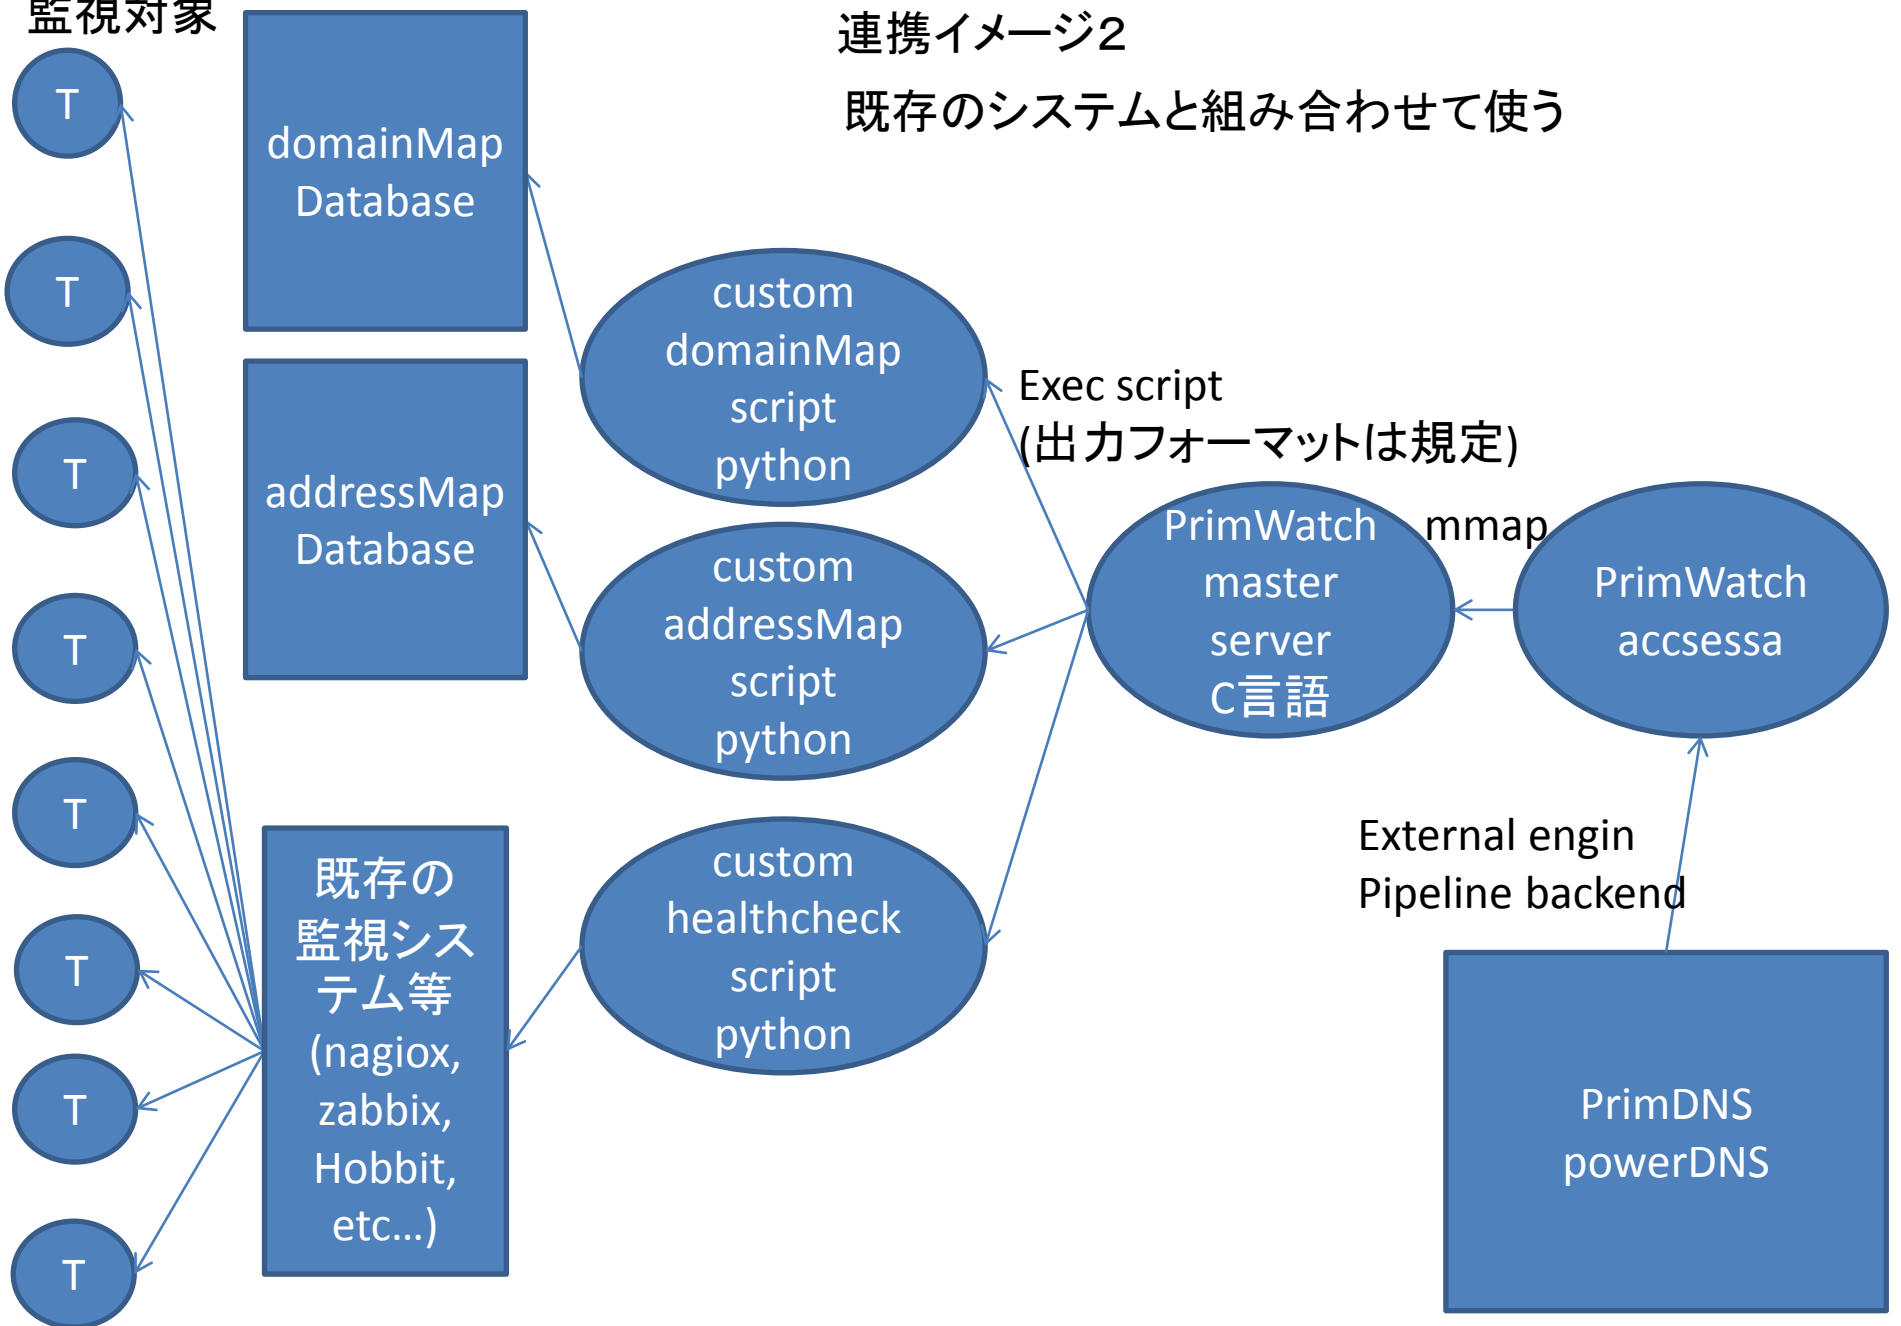 監視対象
連携イメージ２
既存のシステムと組み合わせて使う
T
T
T
T
T
T
T
T
domainMap
Database
addressMap
Database
既存の
監視シス
テム等
(nagiox,
zabbix,
Hobbit,
etc...)
custom
domainMap
script
python
custom
addressMap
script
python
custom
healthcheck
script
python
Exec script
(出力フォーマットは規定)
PrimWatch
master
server
C言語
mmap
PrimWatch
accsessa
External engin
Pipeline backend
PrimDNS
powerDNS